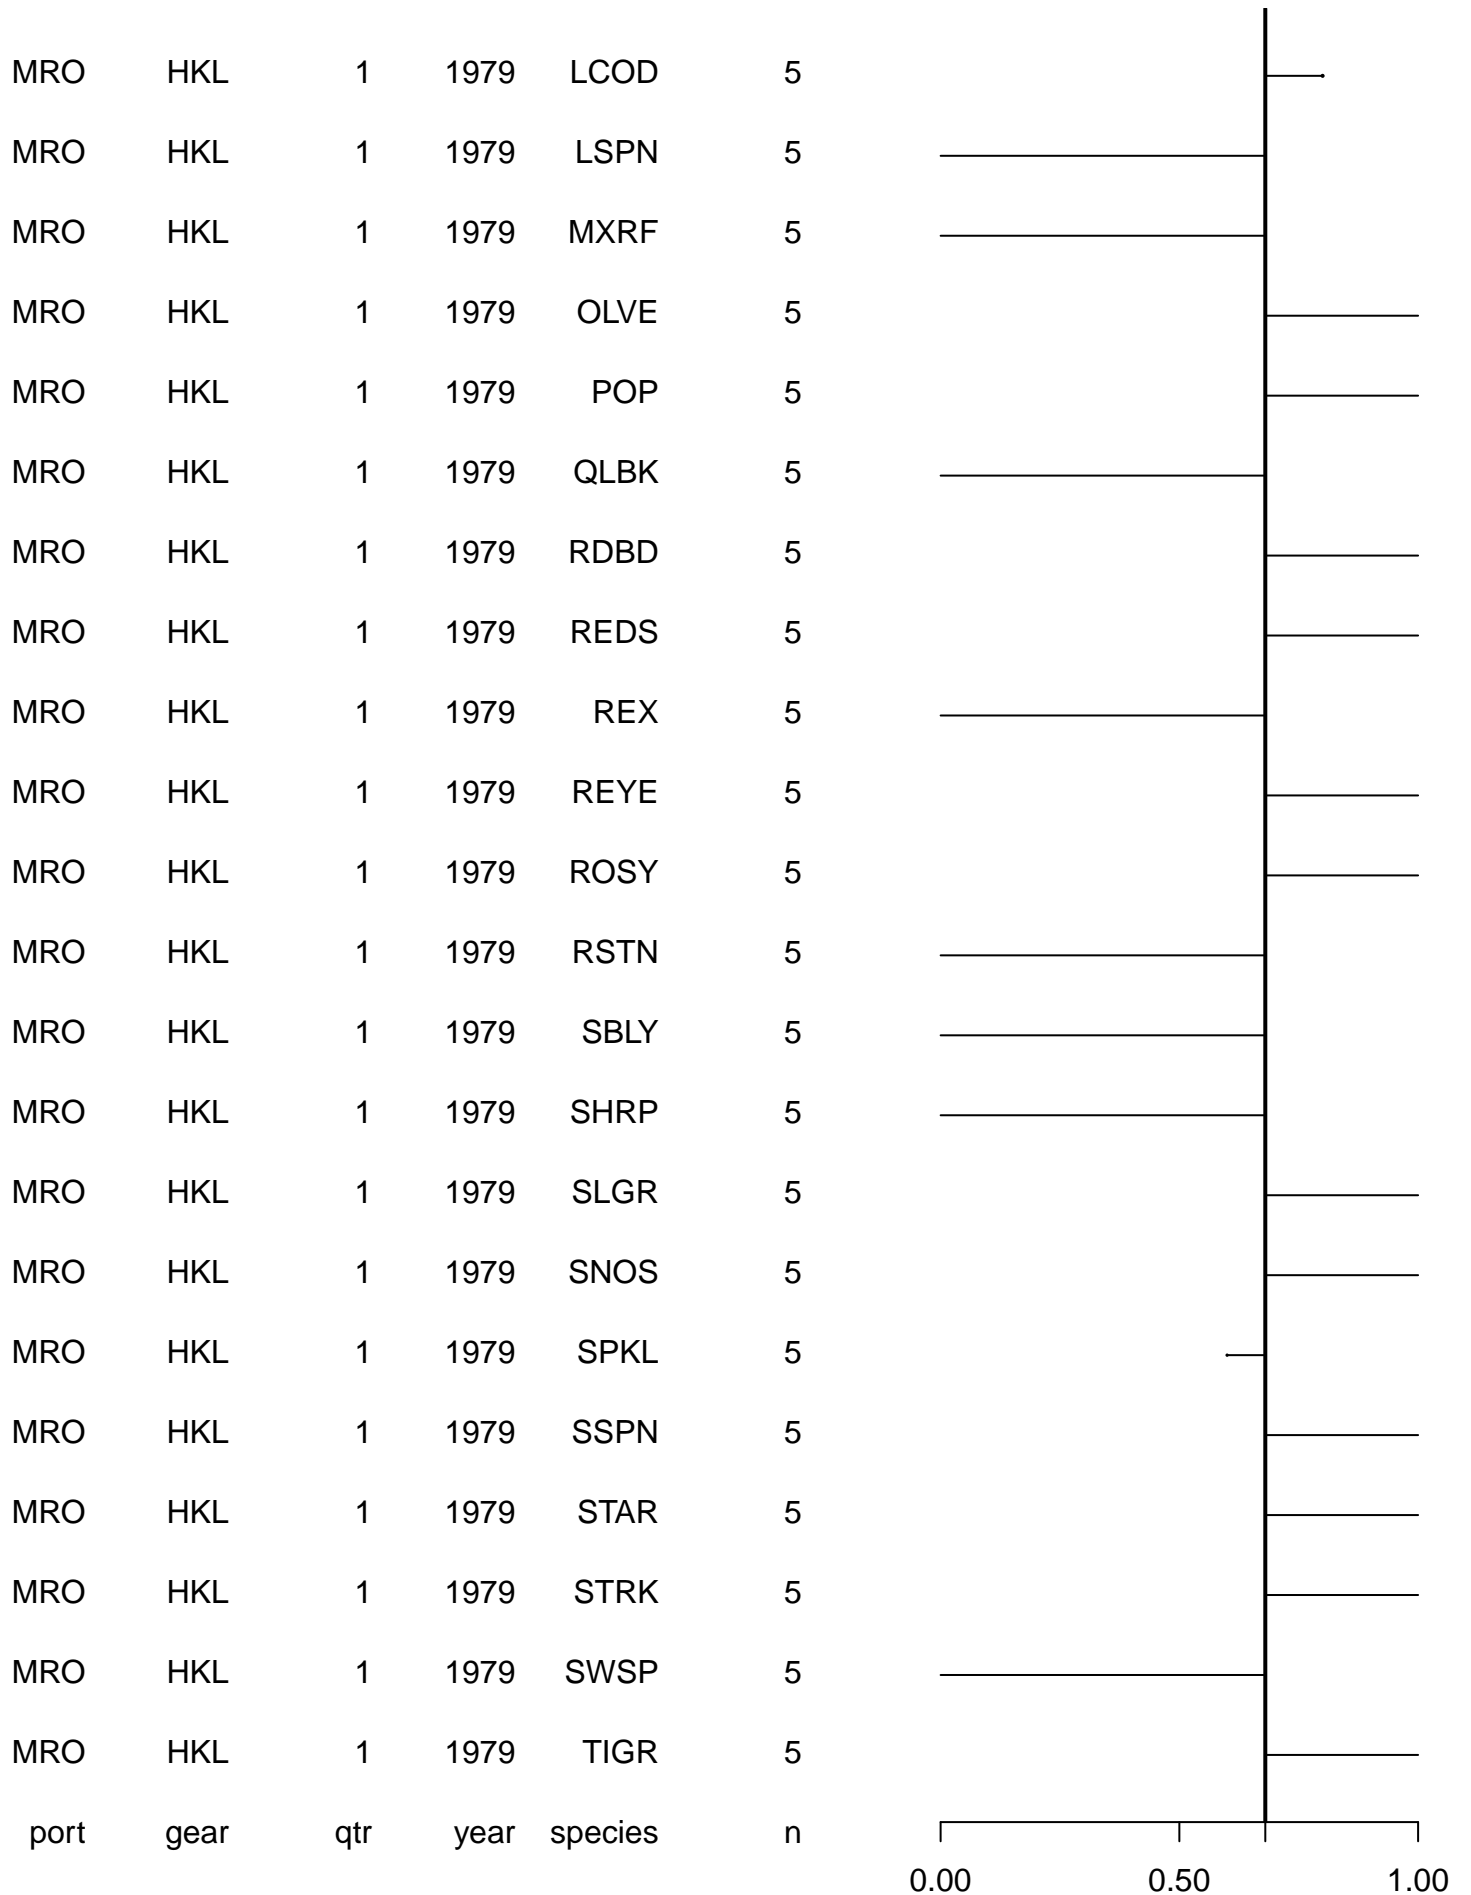 MRO HKL 1 1979 LCOD 5
MRO HKL 1 1979 LSPN 5
MRO HKL 1 1979 MXRF 5
MRO HKL 1 1979 OLVE 5
MRO HKL 1 1979 POP 5
MRO HKL 1 1979 QLBK 5
MRO HKL 1 1979 RDBD 5
MRO HKL 1 1979 REDS 5
MRO HKL 1 1979 REX 5
MRO HKL 1 1979 REYE 5
MRO HKL 1 1979 ROSY 5
MRO HKL 1 1979 RSTN 5
MRO HKL 1 1979 SBLY 5
MRO HKL 1 1979 SHRP 5
MRO HKL 1 1979 SLGR 5
MRO HKL 1 1979 SNOS 5
MRO HKL 1 1979 SPKL 5
MRO HKL 1 1979 SSPN 5
MRO HKL 1 1979 STAR 5
MRO HKL 1 1979 STRK 5
MRO HKL 1 1979 SWSP 5
MRO HKL 1 1979 TIGR 5
port gear qtr year species n
0.00 0.50 1.00